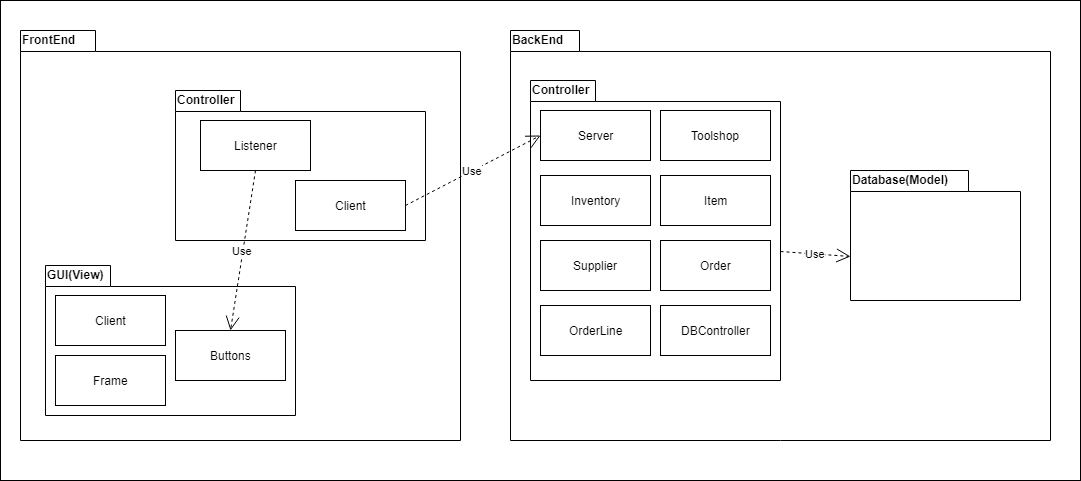 FrontEnd
Controller
Listener
Client
Use
GUI(View)
Client
Buttons
Frame
Use
BackEnd
Controller
Server
Toolshop
Inventory
Item
Supplier
Order
OrderLine
DBController
Use
Database(Model)